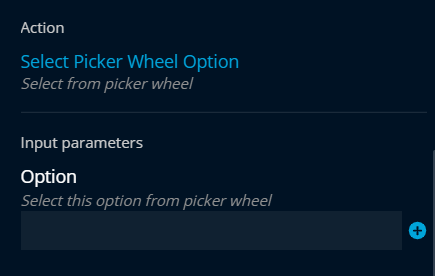 Action
Select Picker Wheel Option
Select from picker wheel
Input parameters
Option
Select this option from picker wheel